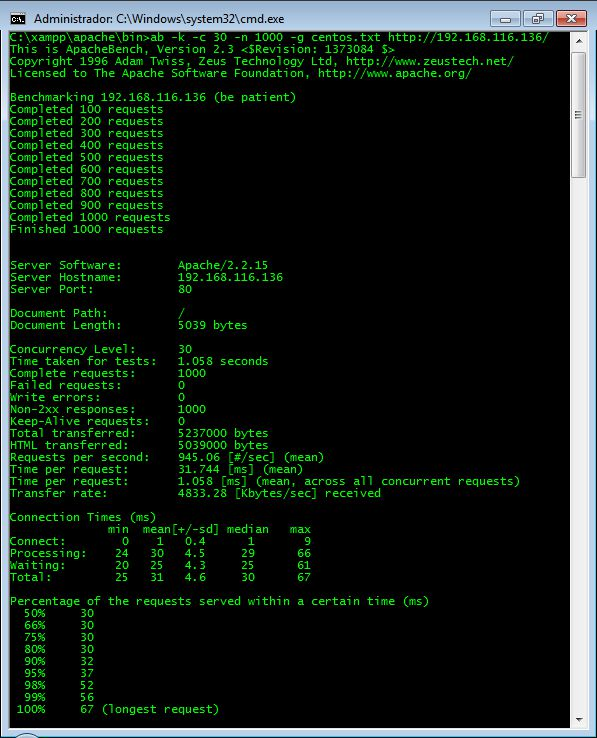 Administrador: C:\Windows\system32\cmd.exe
C:\xampp\apache\bin>ab -k -c 30 -n 1000 -g centos.txt http://192.168.116.136/
This is ApacheBench, Version 2.3 <$Revision: 1373084 $>
Copyright 1996 Adam Twiss, Zeus Technology Ltd, http://www.zeustech.net/
Licensed to The Apache Software Foundation, http://www.apache.org/

Benchmarking 192.168.116.136 (be patient)
Completed 100 requests
Completed 200 requests
Completed 300 requests
Completed 400 requests
Completed 500 requests
Completed 600 requests
Completed 700 requests
Completed 800 requests
Completed 900 requests
Completed 1000 requests
Finished 1000 requests

Server Software:        Apache/2.2.15
Server Hostname:        192.168.116.136
Server Port:            80

Document Path:          /
Document Length:        5039 bytes

Concurrency Level:      30
Time taken for tests:   1.058 seconds
Complete requests:      1000
Failed requests:        0
Write errors:           0
Non-2xx responses:      1000
Keep-Alive requests:    0
Total transferred:      5237000 bytes
HTML transferred:       5039000 bytes
Requests per second:    945.06 [#/sec] (mean)
Time per request:       31.744 [ms] (mean)
Time per request:       1.058 [ms] (mean, across all concurrent requests)
Transfer rate:          4833.28 [Kbytes/sec] received

Connection Times (ms)
              min  mean[+/-sd] median   max
Connect:        0    1   0.4      1       9
Processing:    24   30   4.5     29      66
Waiting:       20   25   4.3     25      61
Total:         25   31   4.6     30      67

Percentage of the requests served within a certain time (ms)
  50%     30
  66%     30
  75%     30
  80%     30
  90%     32
  95%     37
  98%     52
  99%     56
 100%     67 (longest request)